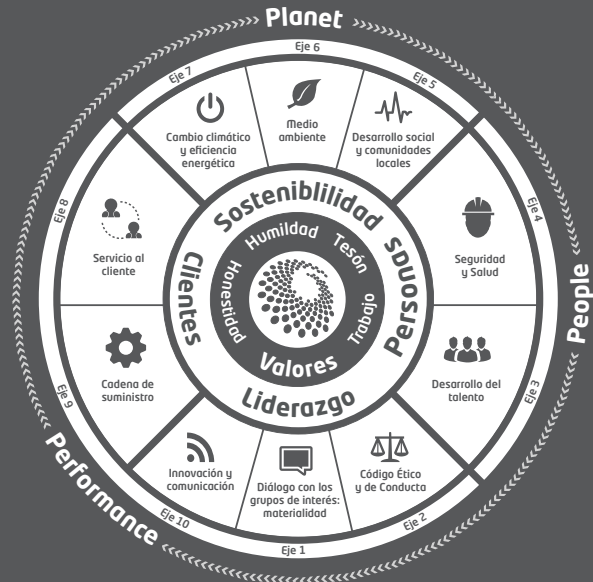 Planet
Eje 6
Eje 7
Eje 5
Cambio climático
y eficiencia
energética
Medio
ambiente
Desarrollo social
y comunidades
locales
Eje 8
Eje 4
Servicio al
cliente
Seguridad
y Salud
Sosteniblilidad
Clientes
Personas
Liderazgo
Humildad
Tesón
Honestidad
Trabajo
Valores
People
Cadena de
suministro
Desarrollo del
talento
Eje 9
Eje 3
Performance
Innovación y
comunicación
Diálogo con los
grupos de interés:
materialidad
Código Ético
y de Conducta
Eje 10
Eje 1
Eje 2